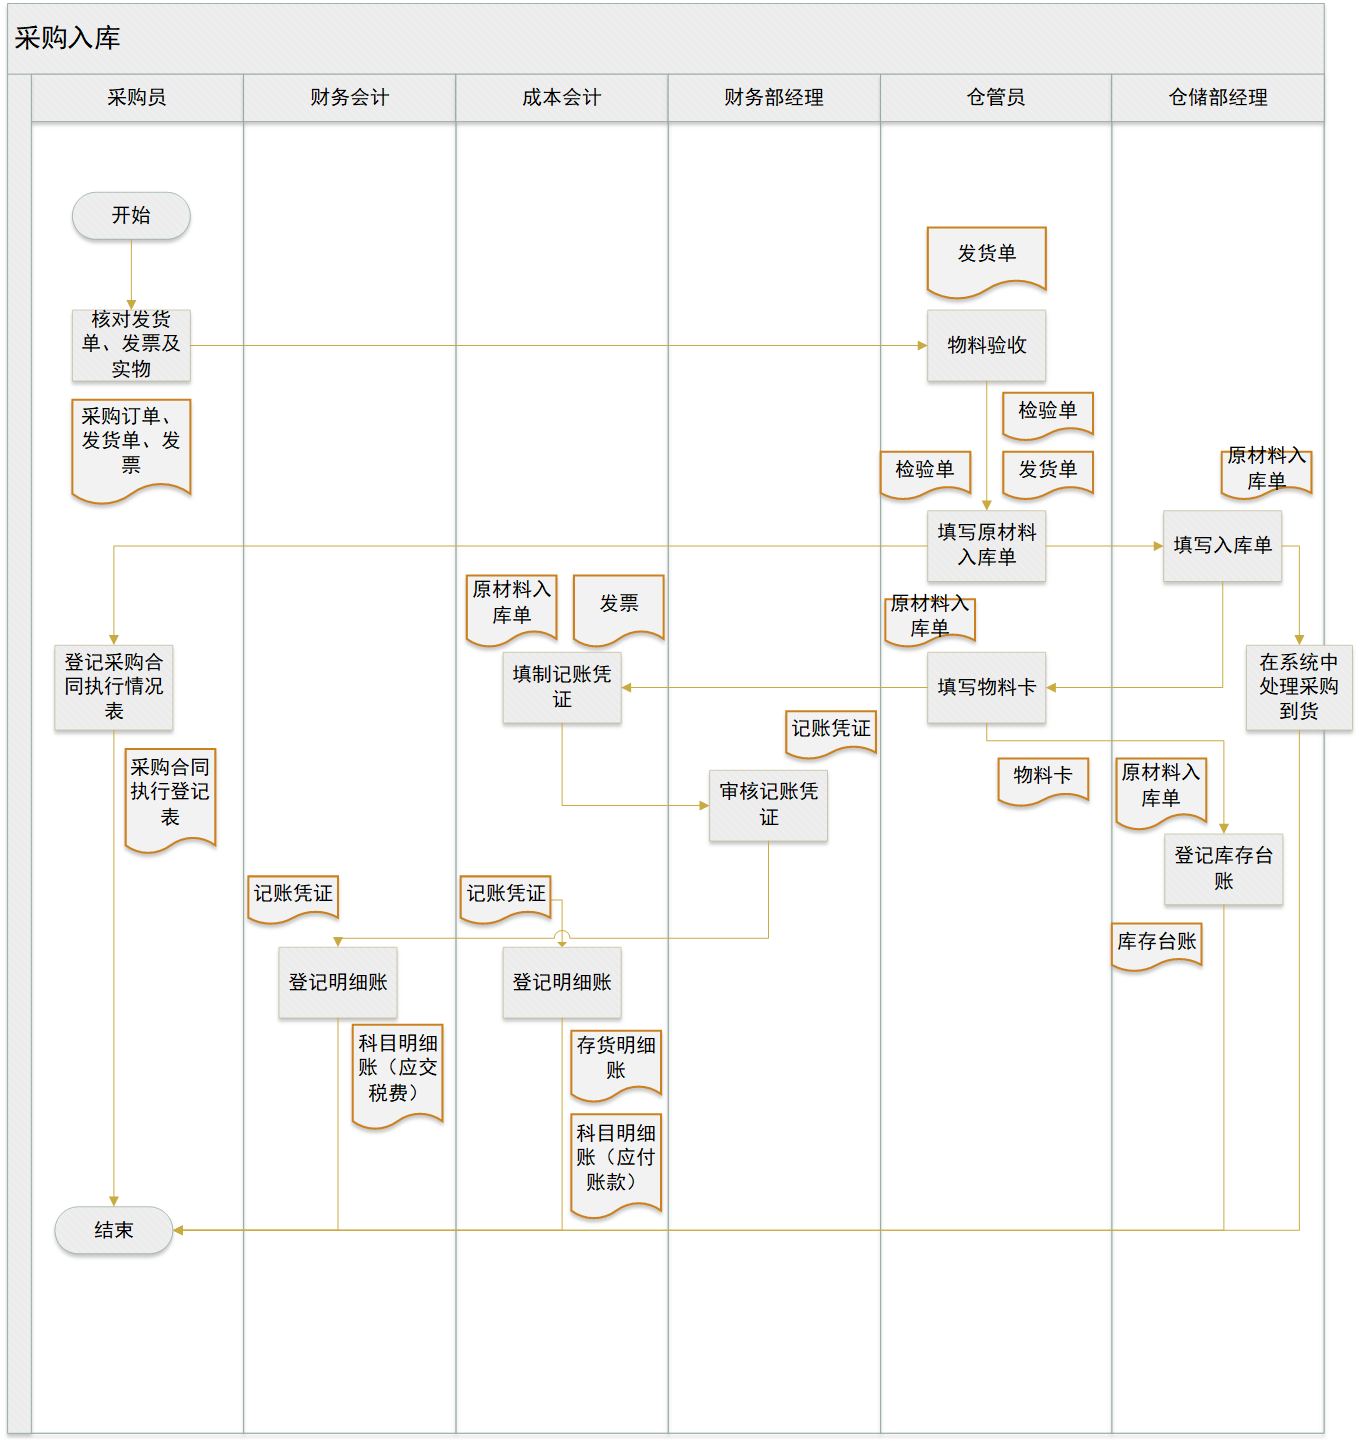 采购入库
采购员
财务会计
成本会计
财务部经理
仓管员
仓储部经理
开始
发货单
核对发货
单、发票及
实物
物料验收
采购订单、
发货单、发
票
检验单
检验单
发货单
原材料入
库单
填写原材料
入库单
填写入库单
原材料入
库单
发票
原材料入
库单
登记采购合
同执行情况
表
填制记账凭
证
填写物料卡
在系统中
处理采购
到货
记账凭证
采购合同
执行登记
表
审核记账凭
证
物料卡
原材料入
库单
登记库存台
账
记账凭证
记账凭证
库存台账
登记明细账
登记明细账
科目明细
账（应交
税费）
存货明细
账
科目明细
账（应付
账款）
结束